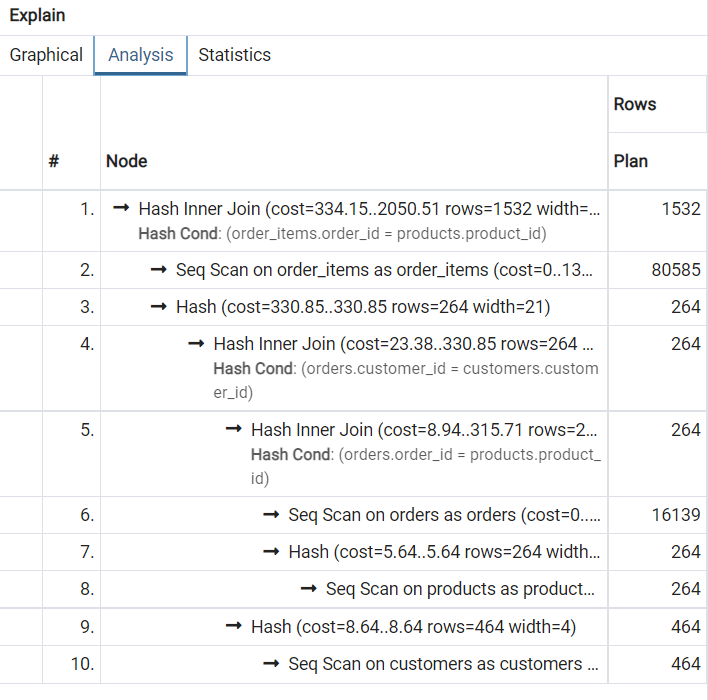 Explain
Graphical Analysis Statistics
Rows
# Node Plan
1. → Hash Inner Join (cost=334.15..2050.51 rows=1532 width=... 1532
Hash Cond: (order_items.order_id = products.product_id)
2. → Seq Scan on order_items as order_items (cost=0..13... 80585
3. → Hash (cost=330.85..330.85 rows=264 width=21) 264
4. → Hash Inner Join (cost=23.38..330.85 rows=264 ... 264
Hash Cond: (orders.customer_id = customers.custom
er_id)
5. → Hash Inner Join (cost=8.94..315.71 rows=2... 264
Hash Cond: (orders.order_id = products.product_
id)
6. → Seq Scan on orders as orders (cost=0..... 16139
7. → Hash (cost=5.64..5.64 rows=264 width... 264
8. → Seq Scan on products as product... 264
9. → Hash (cost=8.64..8.64 rows=464 width=4) 464
10. → Seq Scan on customers as customers ... 464